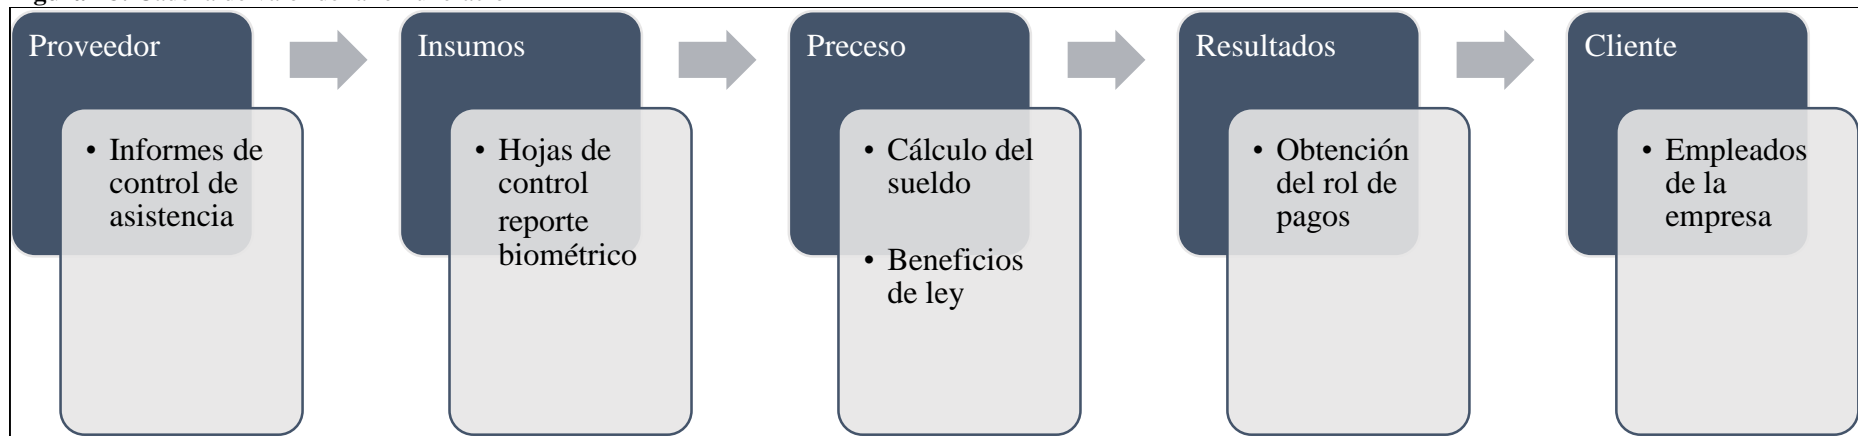 Proveedor
Insumos
Preceso
Resultados
Cliente
• Informes de
control de
asistencia
• Hojas de
control
reporte
biométrico
• Cálculo del
sueldo
• Beneficios
de ley
• Obtención
del rol de
pagos
• Empleados
de la
empresa